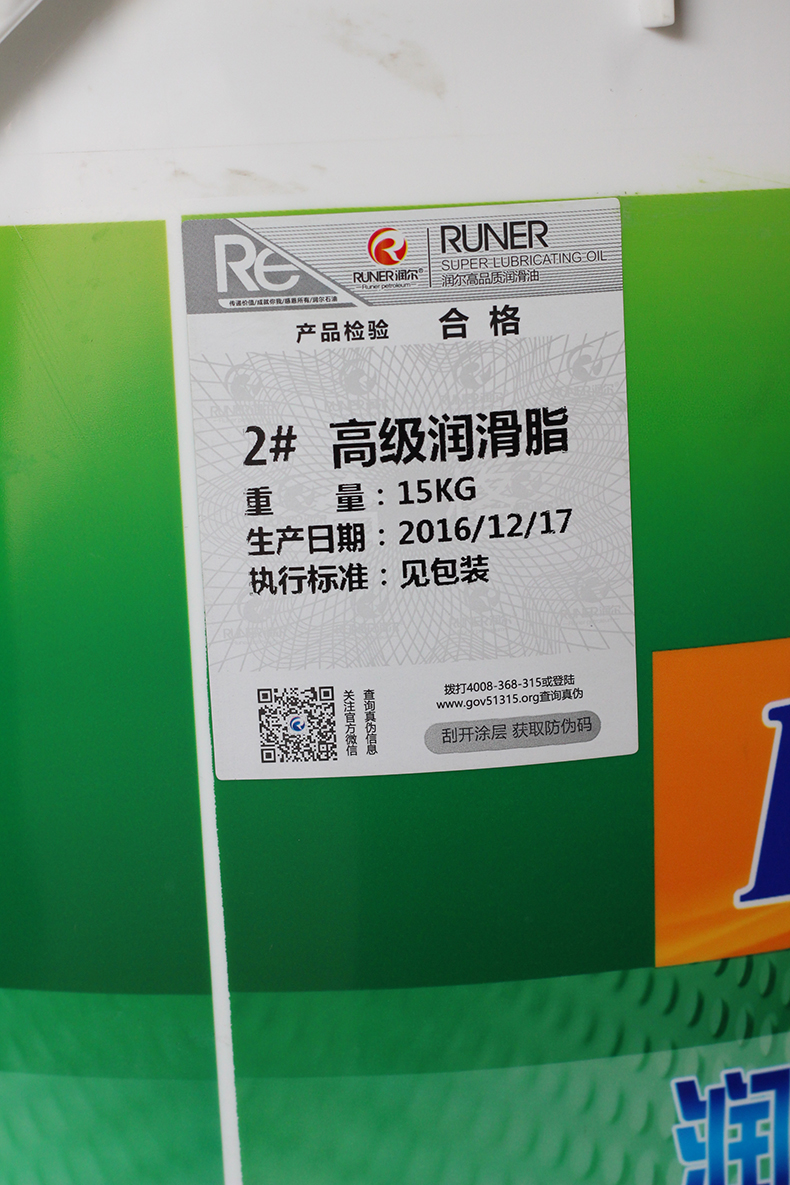 Re
传递价值/成就你我/感恩所有/润尔石油
RUNER润尔®
Runer petroleum
RUNER
SUPER LUBRICATING OIL
润尔高品质润滑油
产品检验 合格
2# 高级润滑脂
重 量：15KG
生产日期：2016/12/17
执行标准：见包装
关注官方微信
查询真伪信息
拨打4008-368-315或登陆
www.gov51315.org查询真伪
刮开涂层 获取防伪码
润